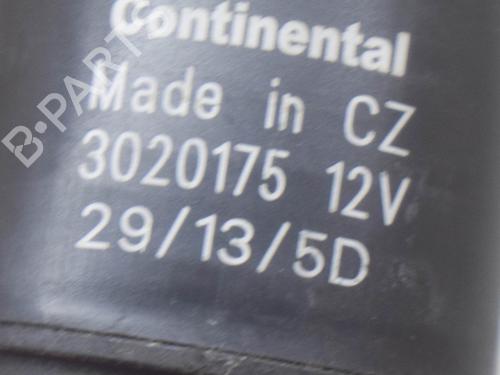 Continental
Made in CZ
3020175 12V
29/13/5D
B-PARTS